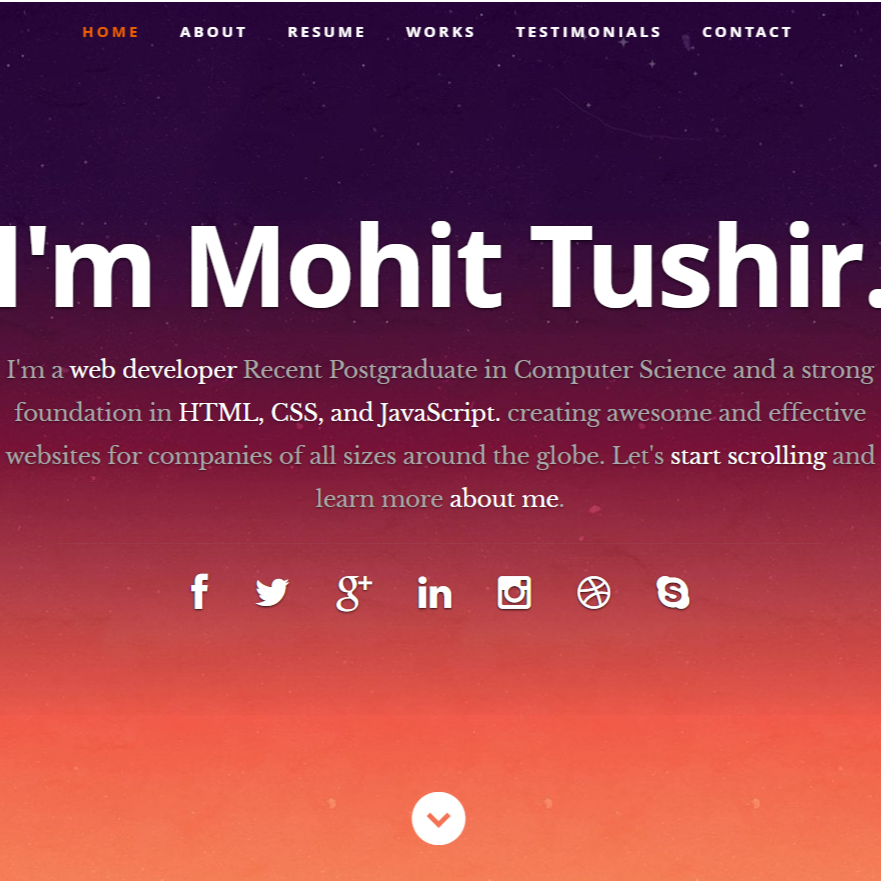 HOME ABOUT RESUME WORKS TESTIMONIALS CONTACT
I'm Mohit Tushir.
I'm a web developer Recent Postgraduate in Computer Science and a strong
foundation in HTML, CSS, and JavaScript. creating awesome and effective
websites for companies of all sizes around the globe. Let's start scrolling and
learn more about me.